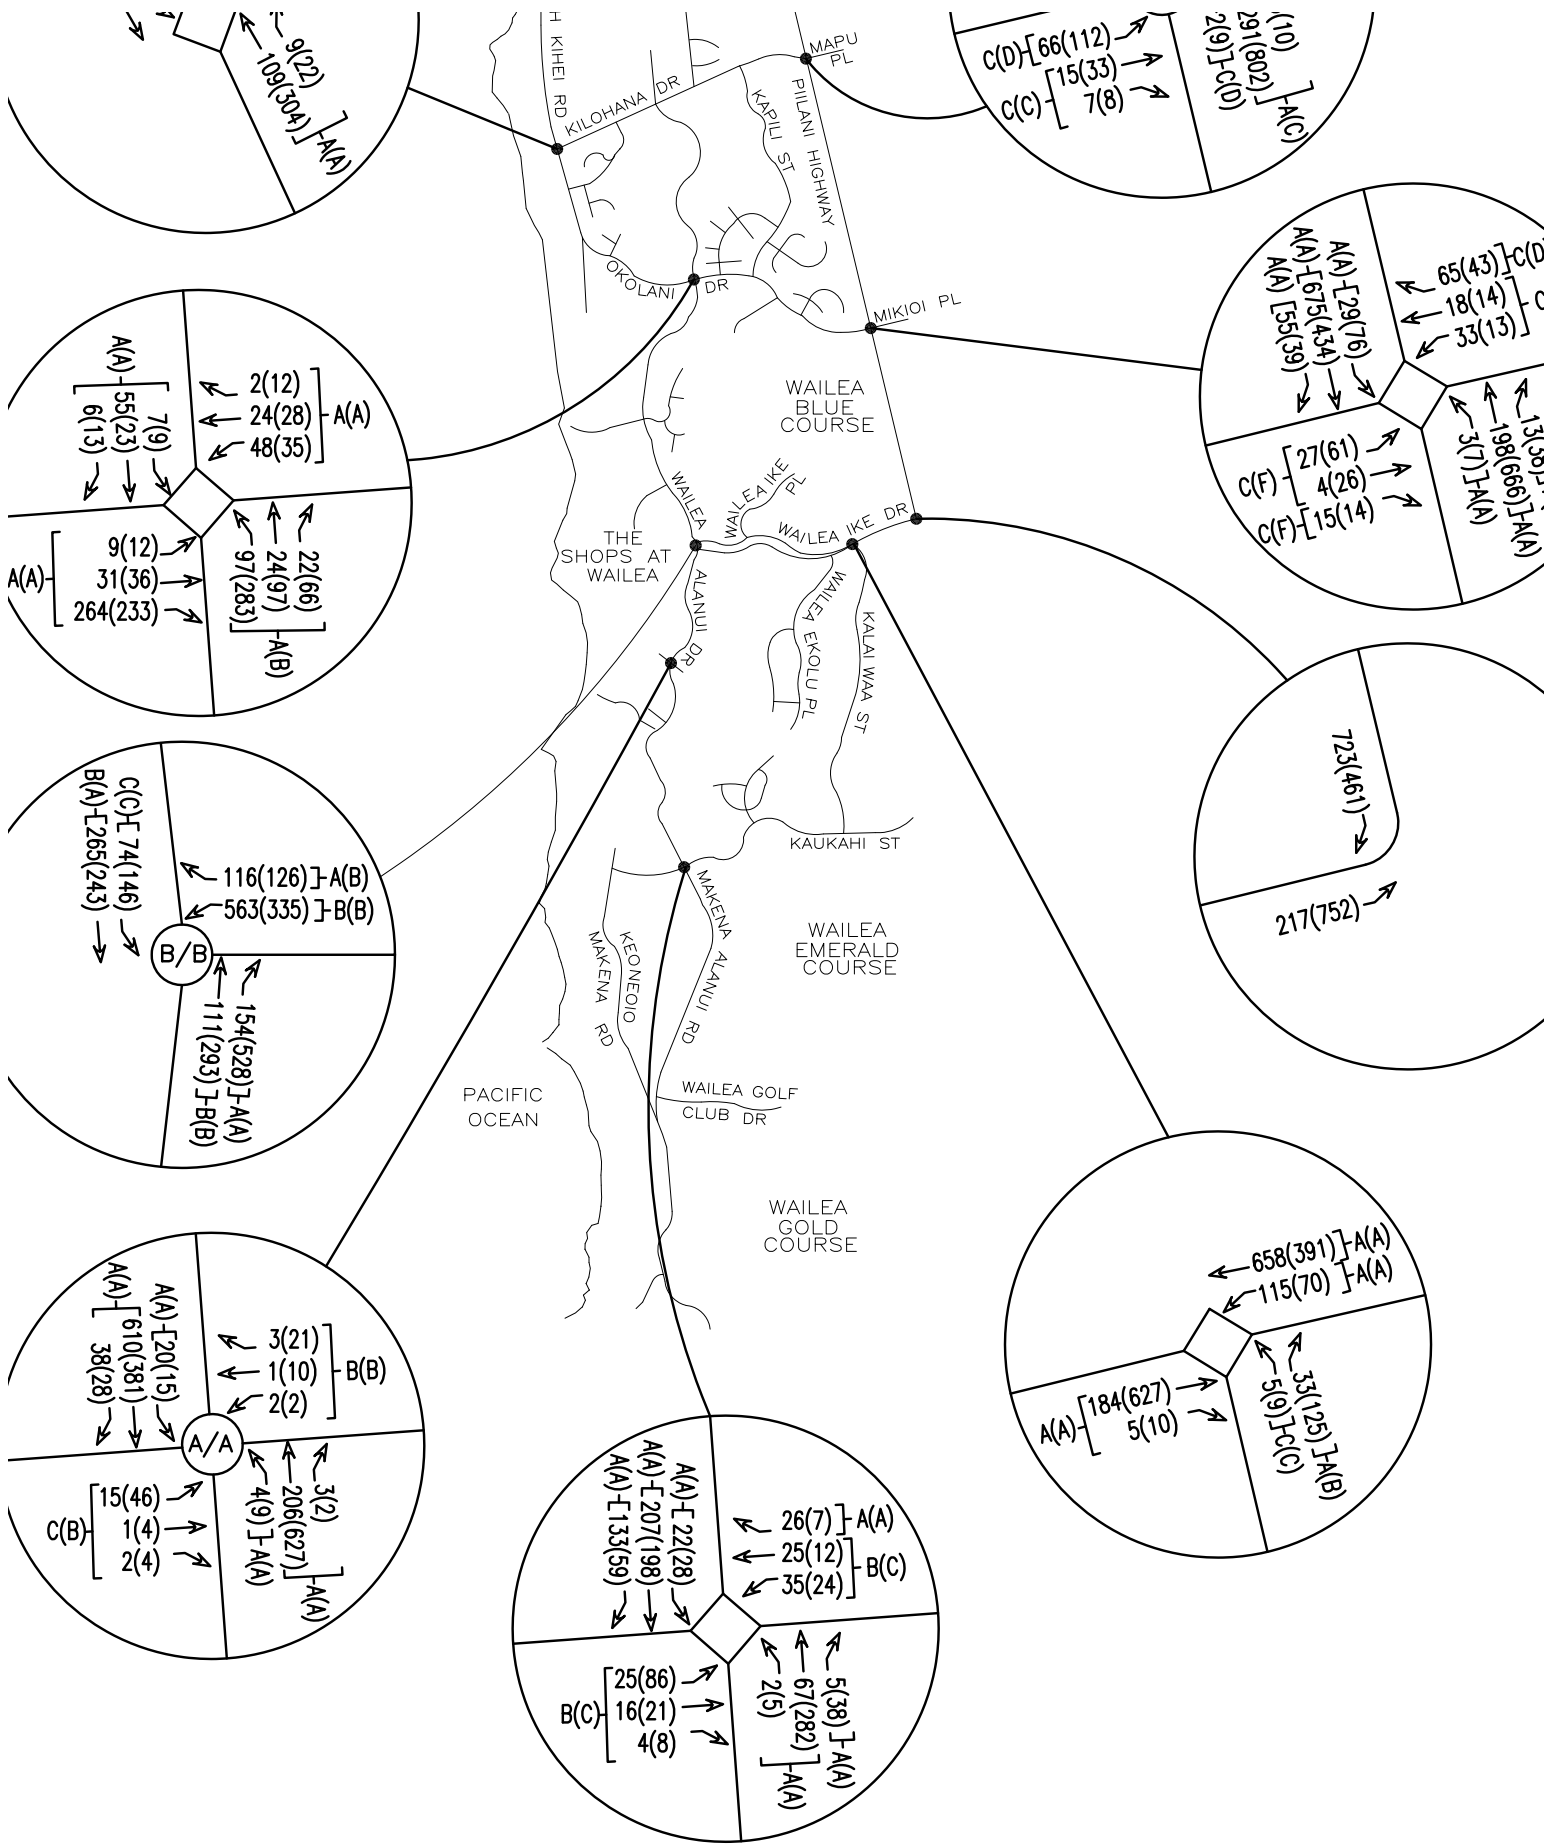 9(22)
109(304)
A(A)
H KIHEI RD
KILOHANA DR
MAPU
PL
KAPILI ST
PIILANI HIGHWAY
C(D)
66(112)
C(C)
15(33)
7(8)
(10)
291(802)
2(9)
C(D)
A(C)
OKOLANI DR
MIKIOI PL
A(A)
29(76)
A(A)
675(434)
A(A)
55(39)
65(43)
18(14)
33(13)
C(F)
27(61)
4(26)
C(F)
15(14)
13(38)
198(666)
A(A)
3(7)
A(A)
A(A)
7(9)
55(23)
6(13)
2(12)
24(28)
48(35)
A(A)
A(A)
9(12)
31(36)
264(233)
22(66)
24(97)
97(283)
A(B)
WAILEA
BLUE
COURSE
WAILEA
WAILEA IKE
PL
WAILEA IKE DR
THE
SHOPS AT
WAILEA
ALANUI DR
WAILEA EKOLU PL
KALAI WAA ST
723(461)
217(752)
C(C)
74(146)
B(A)
265(243)
116(126)
A(B)
563(335)
B(B)
B/B
154(528)
A(A)
111(293)
B(B)
KAUKAHI ST
MAKENA ALANUI RD
KEONEOIO
MAKENA RD
WAILEA
EMERALD
COURSE
PACIFIC
OCEAN
WAILEA GOLF
CLUB DR
WAILEA
GOLD
COURSE
658(391)
A(A)
115(70)
A(A)
A(A)
184(627)
5(10)
33(125)
A(B)
5(9)
C(C)
A(A)
20(15)
A(A)
610(381)
38(28)
3(21)
1(10)
2(2)
B(B)
A/A
C(B)
15(46)
1(4)
2(4)
3(2)
206(627)
A(A)
4(9)
A(A)
A(A)
22(28)
A(A)
207(198)
A(A)
133(59)
26(7)
A(A)
25(12)
35(24)
B(C)
B(C)
25(86)
16(21)
4(8)
5(38)
A(A)
67(282)
2(5)
A(A)